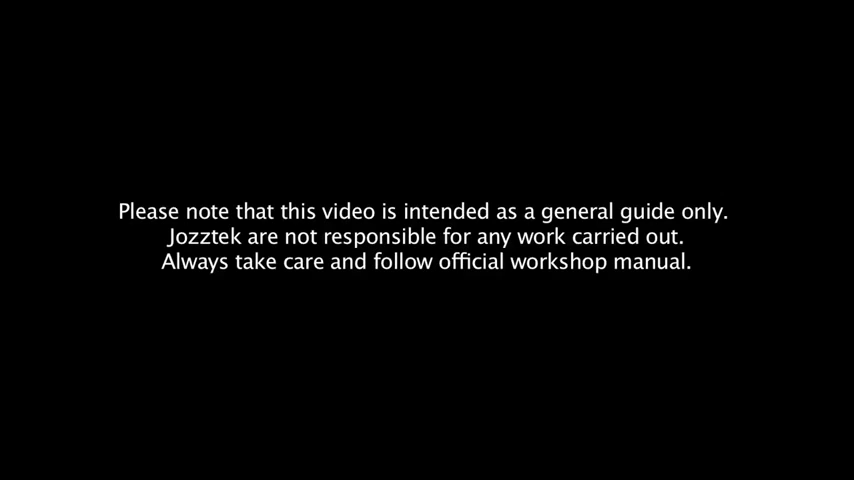 Please note that this video is intended as a general guide only.
Jozztek are not responsible for any work carried out.
Always take care and follow official workshop manual.